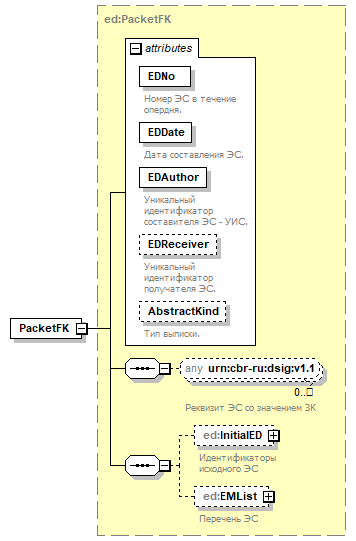 ed:PacketFK
attributes
EDNo
Номер ЭС в течение
опердня.
EDDate
Дата составления ЭС.
EDAuthor
Уникальный
идентификатор
составителя ЭС - УИС.
EDReceiver
Уникальный
идентификатор
получателя ЭС.
AbstractKind
Тип выписки.
PacketFK
any urn:cbr-ru:dsig:v1.1
0..
Реквизит ЭС со значением ЗК
ed:InitialED
Идентификаторы
исходного ЭС
ed:EMList
Перечень ЭС